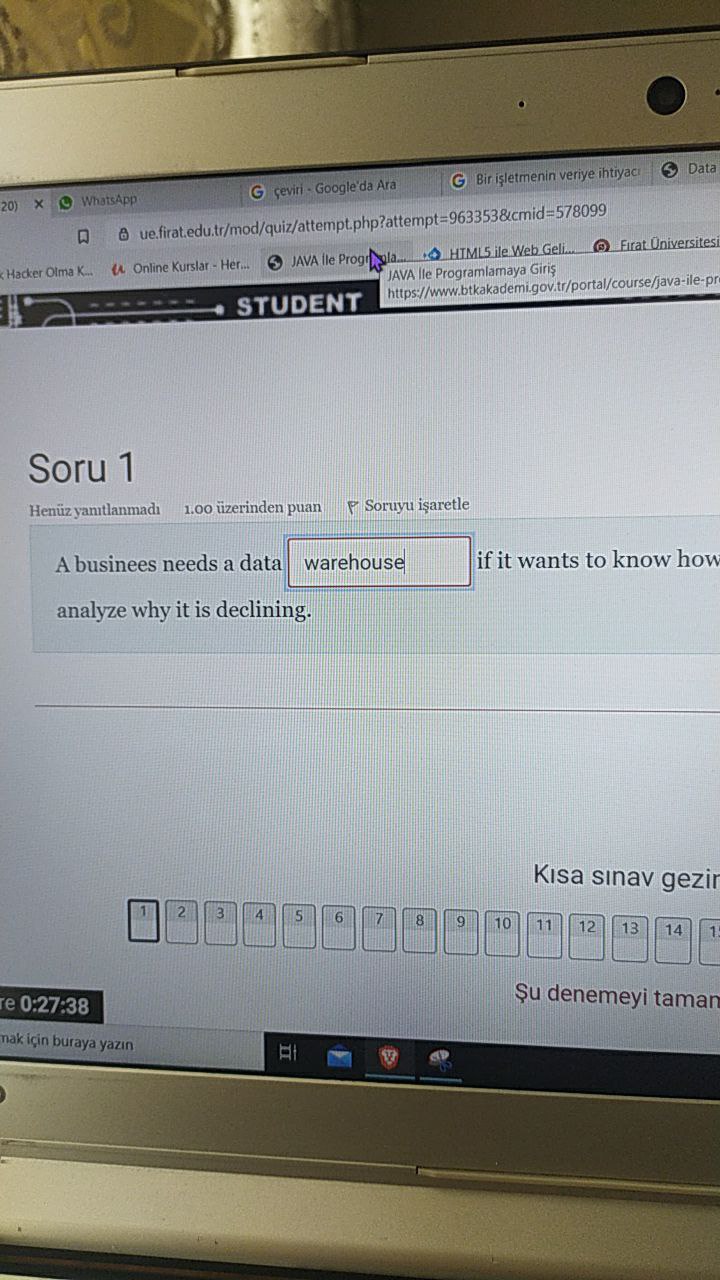 20) × WhatsApp
çeviri - Google'da Ara
Bir işletmenin veriye ihtiyacı
Data
ue.firat.edu.tr/mod/quiz/attempt.php?attempt=963353&cmid=578099
k Hacker Olma K...
Online Kurslar - Her...
JAVA İle Progr
HTML5 ile Web Geli...
Fırat Üniversitesi
JAVA İle Programlamaya Giriş
https://www.btkakademi.gov.tr/portal/course/java-ile-pr
STUDENT
Soru 1
Henüz yanıtlanmadı 1.00 üzerinden puan Soruyu işaretle
A businees needs a data warehouse if it wants to know how
analyze why it is declining.
Kısa sınav gezin
1 2 3 4 5 6 7 8 9 10 11 12 13 14 1
Şu denemeyi tamam
re 0:27:38
mak için buraya yazın